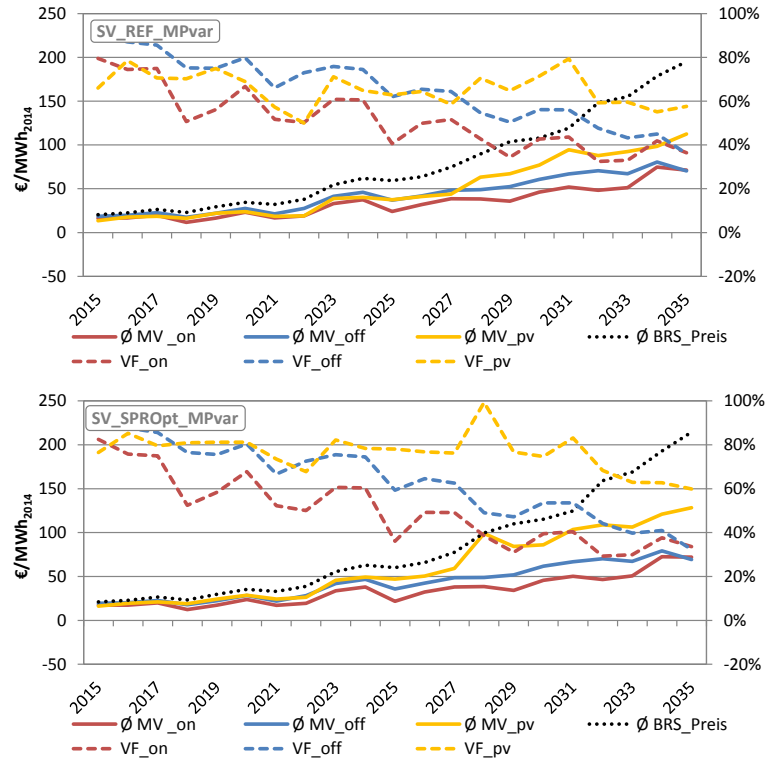 250 100%
SV_REF_MPvar
200 80%
150 60%
100 40%
50 20%
0 0%
-50 -20%
€/MWh2014
2015 2017 2019 2021 2023 2025 2027 2029 2031 2033 2035
Ø MV _on Ø MV_off Ø MV_pv Ø BRS_Preis
VF_on VF_off VF_pv
250 100%
SV_SPROpt_MPvar
200 80%
150 60%
100 40%
50 20%
0 0%
-50 -20%
€/MWh2014
2015 2017 2019 2021 2023 2025 2027 2029 2031 2033 2035
Ø MV _on Ø MV_off Ø MV_pv Ø BRS_Preis
VF_on VF_off VF_pv